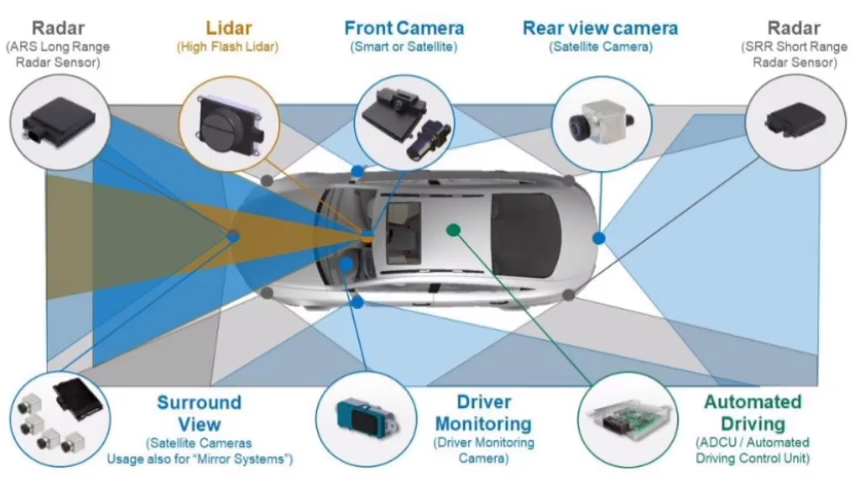 Radar
(ARS Long Range
Radar Sensor)
Lidar
(High Flash Lidar)
Front Camera
(Smart or Satellite)
Rear view camera
(Satellite Camera)
Radar
(SRR Short Range
Radar Sensor)
Surround
View
(Satellite Cameras
Usage also for “Mirror Systems”)
Driver
Monitoring
(Driver Monitoring
Camera)
Automated
Driving
(ADCU / Automated
Driving Control Unit)